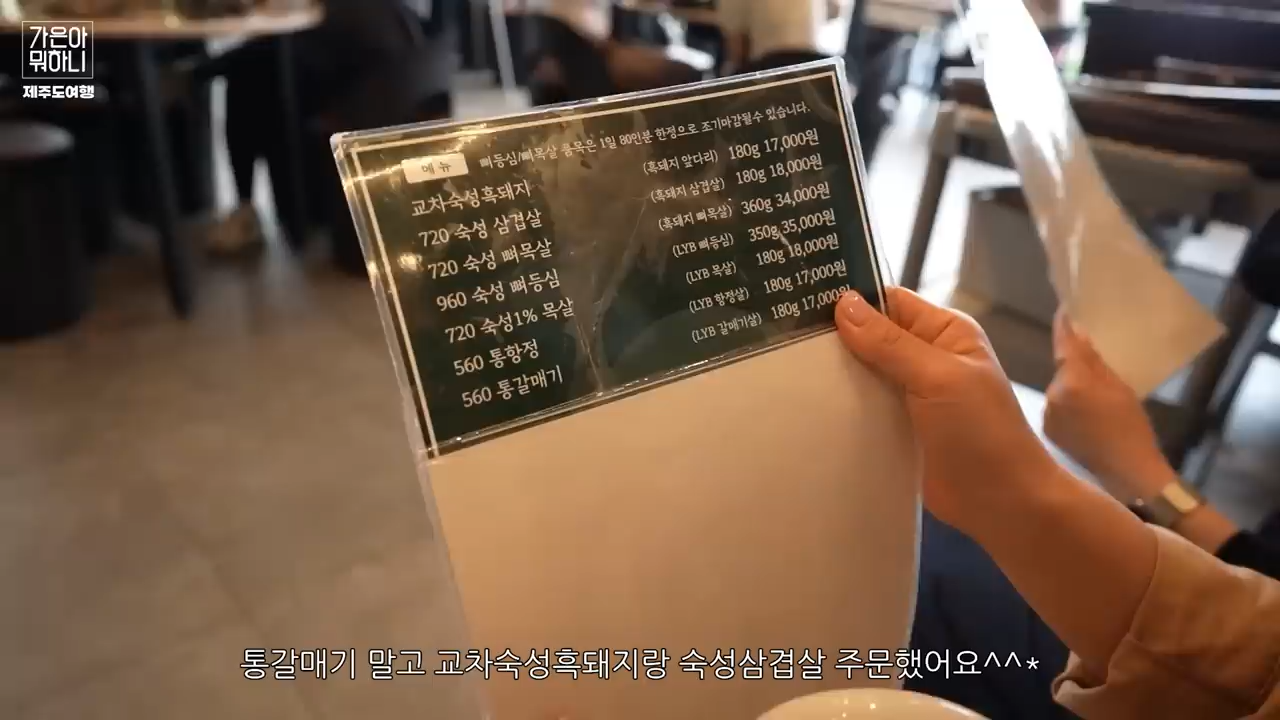 가은아
뭐하니
제주도여행
메뉴 뼈등심/뼈목살 품목은 1일 80인분 한정으로 조기마감될수 있습니다.
교차숙성흑돼지 (흑돼지 앞다리) 180g 17,000원
720 숙성 삼겹살 (흑돼지 삼겹살) 180g 18,000원
720 숙성 뼈목살 (흑돼지 뼈목살) 360g 34,000원
960 숙성 뼈등심 (LYB 뼈등심) 350g 35,000원
720 숙성1% 목살 (LYB 목살) 180g 18,000원
560 통항정 (LYB 항정살) 180g 17,000원
560 통갈매기 (LYB 갈매기살) 180g 17,000원
통갈매기 말고 교차숙성흑돼지랑 숙성삼겹살 주문했어요^^*